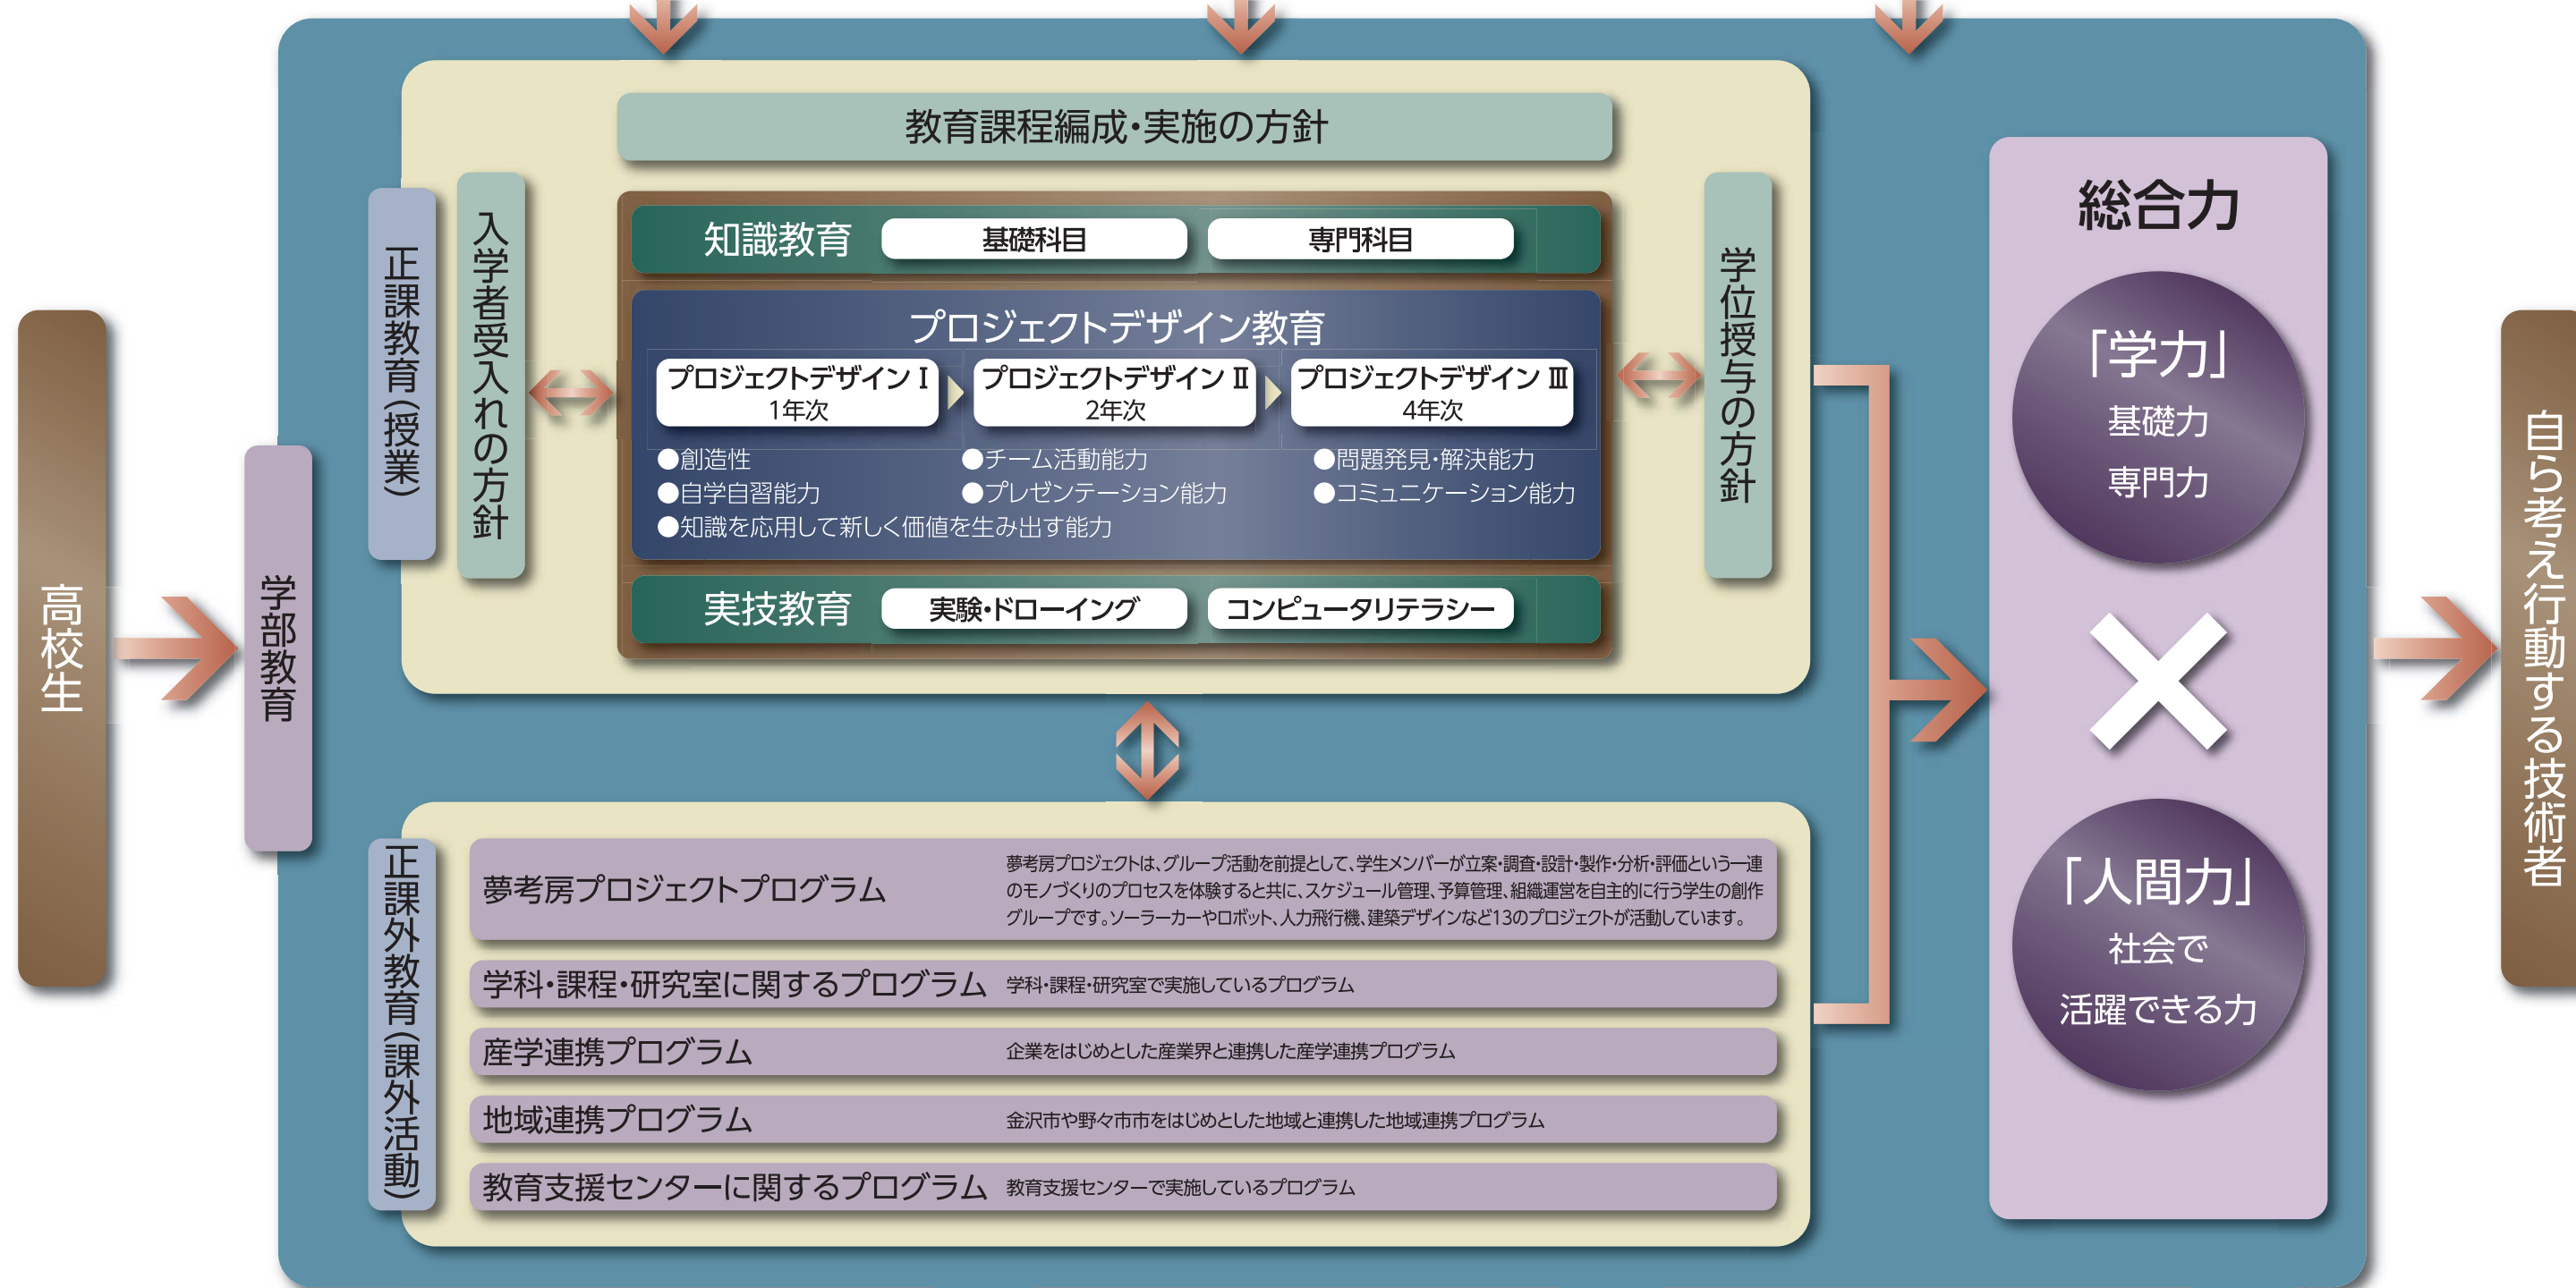 高校生
学部教育
正課教育（授業）
入学者受入れの方針
教育課程編成・実施の方針
知識教育
基礎科目
専門科目
プロジェクトデザイン教育
プロジェクトデザイン Ⅰ
1年次
プロジェクトデザイン Ⅱ
2年次
プロジェクトデザイン Ⅲ
4年次
●創造性
●チーム活動能力
●問題発見・解決能力
●自学自習能力
●プレゼンテーション能力
●コミュニケーション能力
●知識を応用して新しく価値を生み出す能力
実技教育
実験・ドローイング
コンピュータリテラシー
学位授与の方針
正課外教育（課外活動）
夢考房プロジェクトプログラム
夢考房プロジェクトは、グループ活動を前提として、学生メンバーが立案・調査・設計・製作・分析・評価という一連
のモノづくりのプロセスを体験すると共に、スケジュール管理、予算管理、組織運営を自主的に行う学生の創作
グループです。ソーラーカーやロボット、人力飛行機、建築デザインなど13のプロジェクトが活動しています。
学科・課程・研究室に関するプログラム
学科・課程・研究室で実施しているプログラム
産学連携プログラム
企業をはじめとした産業界と連携した産学連携プログラム
地域連携プログラム
金沢市や野々市市をはじめとした地域と連携した地域連携プログラム
教育支援センターに関するプログラム
教育支援センターで実施しているプログラム
総合力
「学力」
基礎力
専門力
×
「人間力」
社会で
活躍できる力
自ら考え行動する技術者